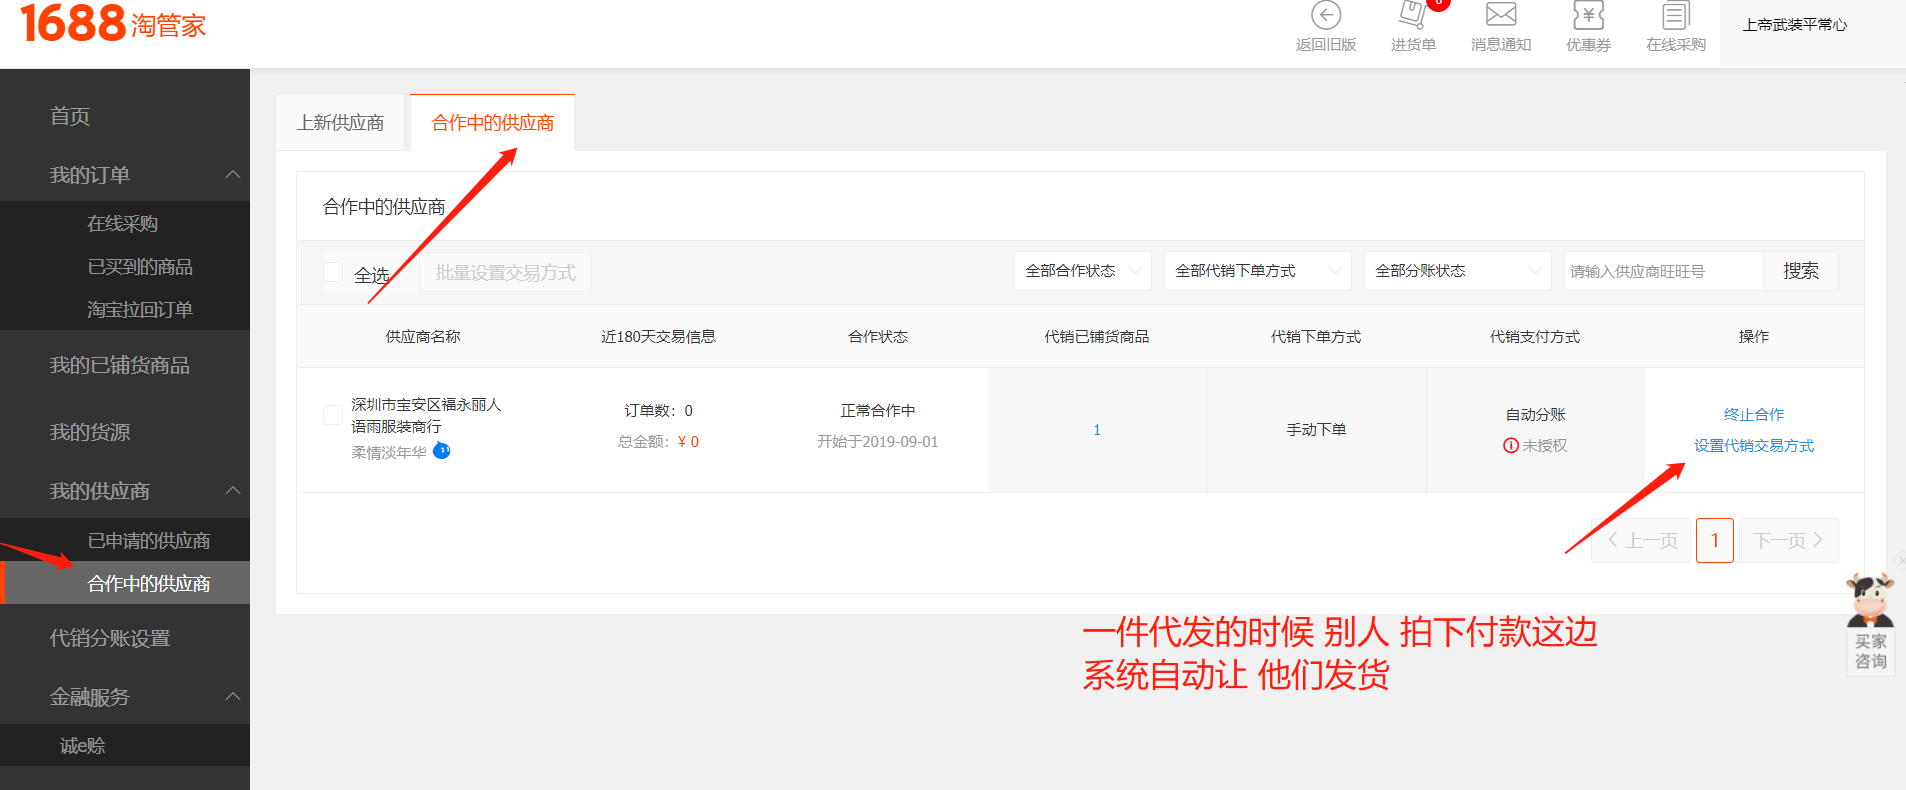 1688 淘管家
返回旧版
进货单
消息通知
优惠券
在线采购
上帝武装平常心
首页
我的订单
在线采购
已买到的商品
淘宝拉回订单
我的已铺货商品
我的货源
我的供应商
已申请的供应商
合作中的供应商
代销分账设置
金融服务
诚e赊
上新供应商
合作中的供应商
合作中的供应商
全选
批量设置交易方式
全部合作状态
全部代销下单方式
全部分账状态
请输入供应商旺旺号
搜索
供应商名称
近180天交易信息
合作状态
代销已铺货商品
代销下单方式
代销支付方式
操作
深圳市宝安区福永丽人
语雨服装商行
柔情淡年华
订单数：0
总金额：¥ 0
正常合作中
开始于2019-09-01
1
手动下单
自动分账
未授权
终止合作
设置代销交易方式
上一页
1
下一页
一件代发的时候 别人 拍下付款这边
系统自动让 他们发货
买家
咨询